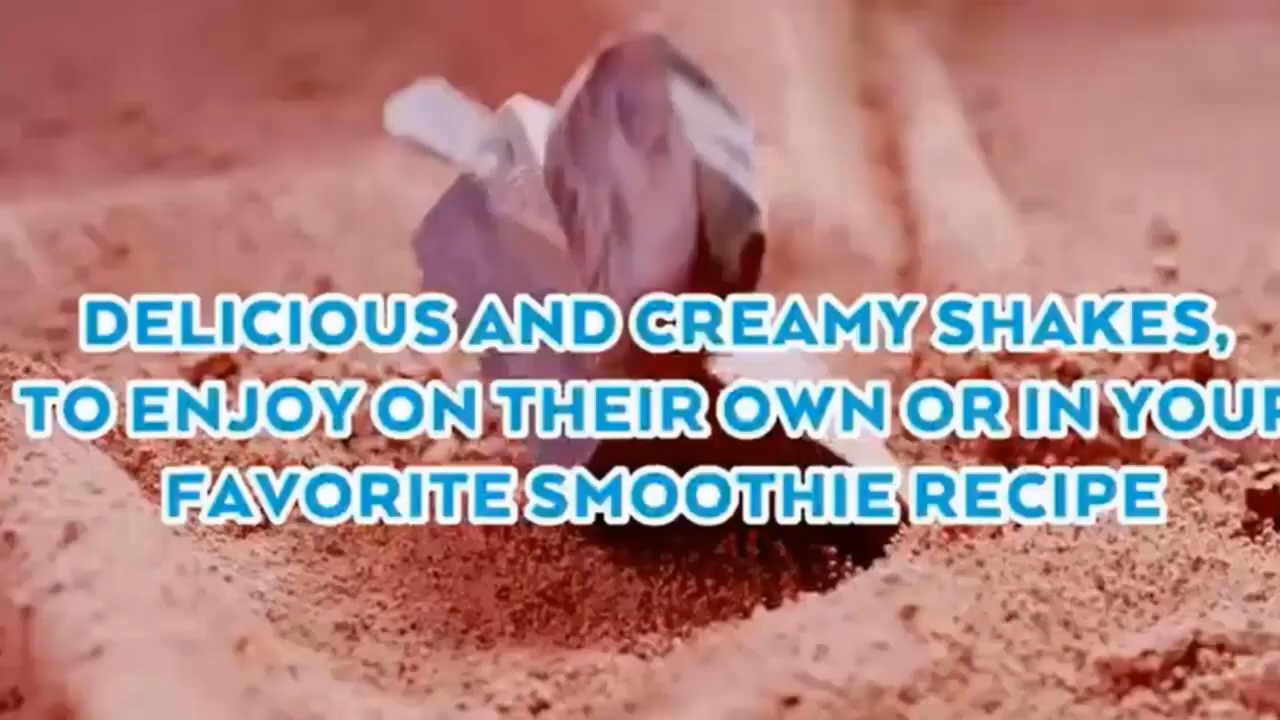 DELICIOUS AND CREAMY SHAKES,
TO ENJOY ON THEIR OWN OR IN YOUR
FAVORITE SMOOTHIE RECIPE